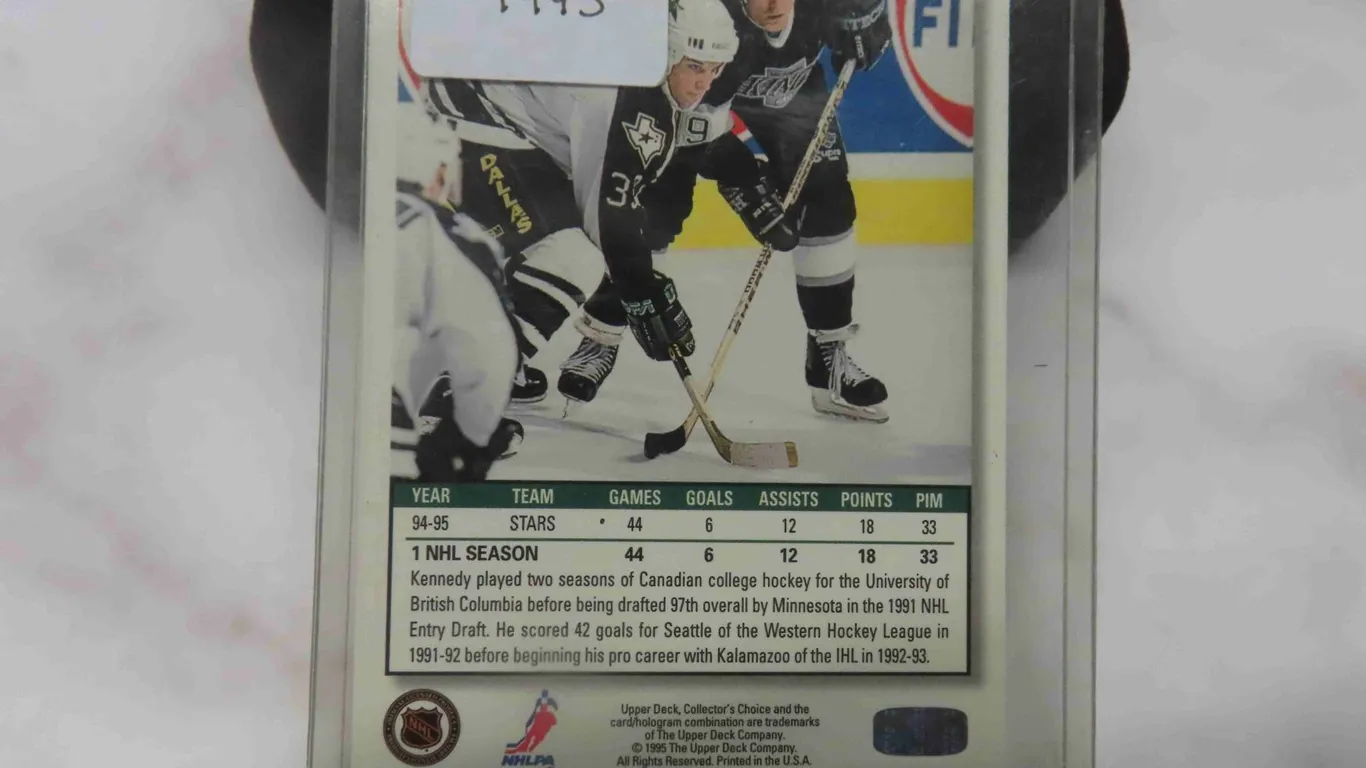 1995
FI
ITECH
9
39
DALLAS
YEAR TEAM GAMES GOALS ASSISTS POINTS PIM
94-95 STARS 44 6 12 18 33
1 NHL SEASON 44 6 12 18 33
Kennedy played two seasons of Canadian college hockey for the University of
British Columbia before being drafted 97th overall by Minnesota in the 1991 NHL
Entry Draft. He scored 42 goals for Seattle of the Western Hockey League in
1991-92 before beginning his pro career with Kalamazoo of the IHL in 1992-93.
NHL
NHLPA
Upper Deck, Collector's Choice and the
card/hologram combination are trademarks
of The Upper Deck Company.
© 1995 The Upper Deck Company.
All Rights Reserved. Printed in the U.S.A.